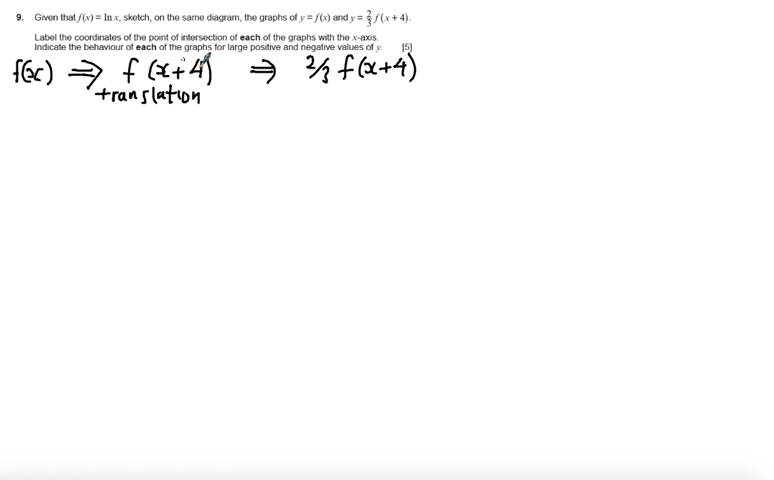 9. Given that f(x) = ln x, sketch, on the same diagram, the graphs of y = f(x) and y = 2/3 f(x + 4).
Label the coordinates of the point of intersection of each of the graphs with the x-axis.
Indicate the behaviour of each of the graphs for large positive and negative values of y. [5]
f(x) ⇒ f(x+4) ⇒ 2/3 f(x+4)
translation